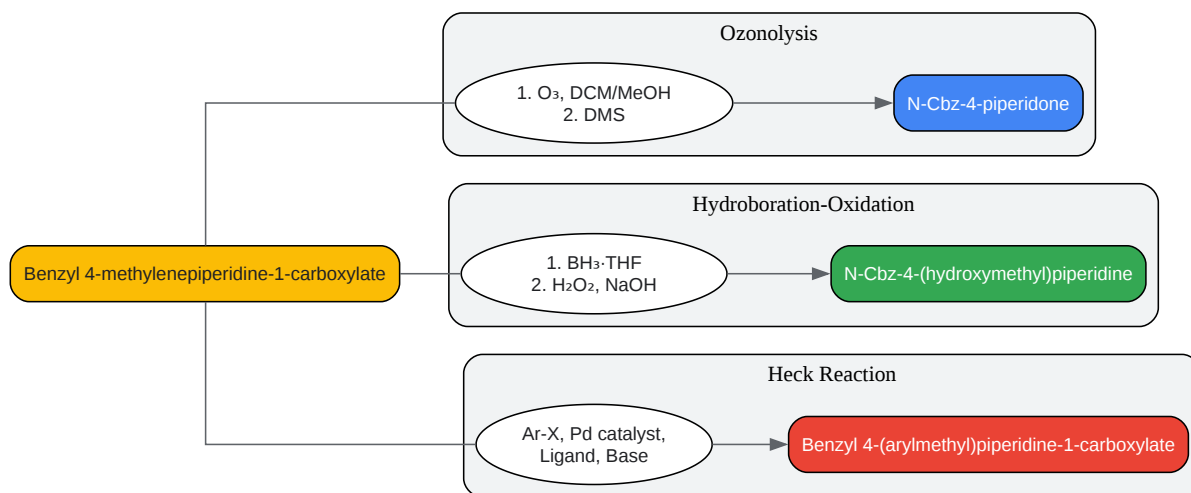 Ozonolysis
1. O₃, DCM/MeOH
2. DMS
N-Cbz-4-piperidone
Hydroboration-Oxidation
Benzyl 4-methylenepiperidine-1-carboxylate
1. BH₃·THF
2. H₂O₂, NaOH
N-Cbz-4-(hydroxymethyl)piperidine
Heck Reaction
Ar-X, Pd catalyst,
Ligand, Base
Benzyl 4-(arylmethyl)piperidine-1-carboxylate